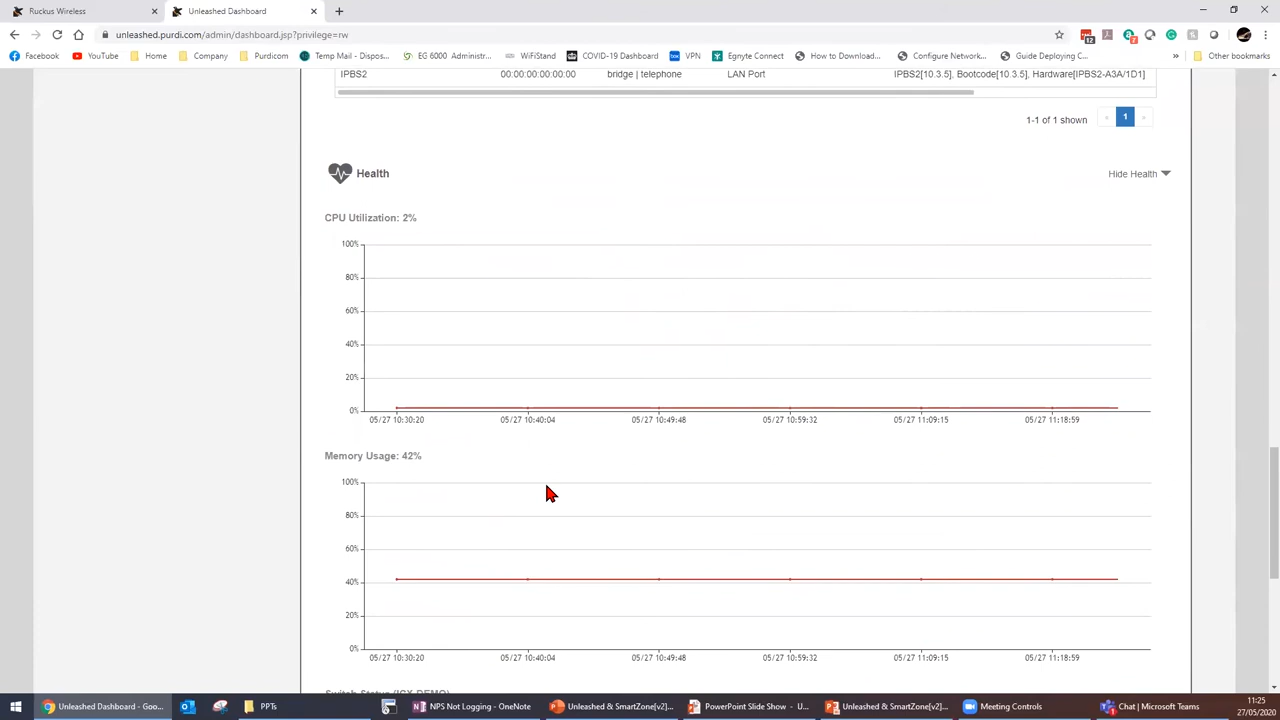 Ruckus Wireless
Unleashed Dashboard
unleashed.purdi.com/admin/dashboard.jsp?privilege=rw
Facebook YouTube Home Company Purdicom Temp Mail - Dispos... EG 6000 Administr... WiFiStand COVID-19 Dashboard VPN Egnyte Connect How to Download... Configure Network... Guide Deploying C... » Other bookmarks
IPBS2 00:00:00:00:00:00 bridge | telephone LAN Port IPBS2[10.3.5], Bootcode[10.3.5], Hardware[IPBS2-A3A/1D1]
1-1 of 1 shown « 1 »
Health Hide Health
CPU Utilization: 2%
100%
80%
60%
40%
20%
0%
05/27 10:30:20 05/27 10:40:04 05/27 10:49:48 05/27 10:59:32 05/27 11:09:15 05/27 11:18:59
Memory Usage: 42%
100%
80%
60%
40%
20%
0%
05/27 10:30:20 05/27 10:40:04 05/27 10:49:48 05/27 10:59:32 05/27 11:09:15 05/27 11:18:59
Switch Status (ICX-DEMO)
Unleashed Dashboard - Goo... PPTs NPS Not Logging - OneNote Unleashed & SmartZone[v2]... PowerPoint Slide Show - U... Unleashed & SmartZone[v2]... Meeting Controls Chat | Microsoft Teams 11:25
27/05/2020